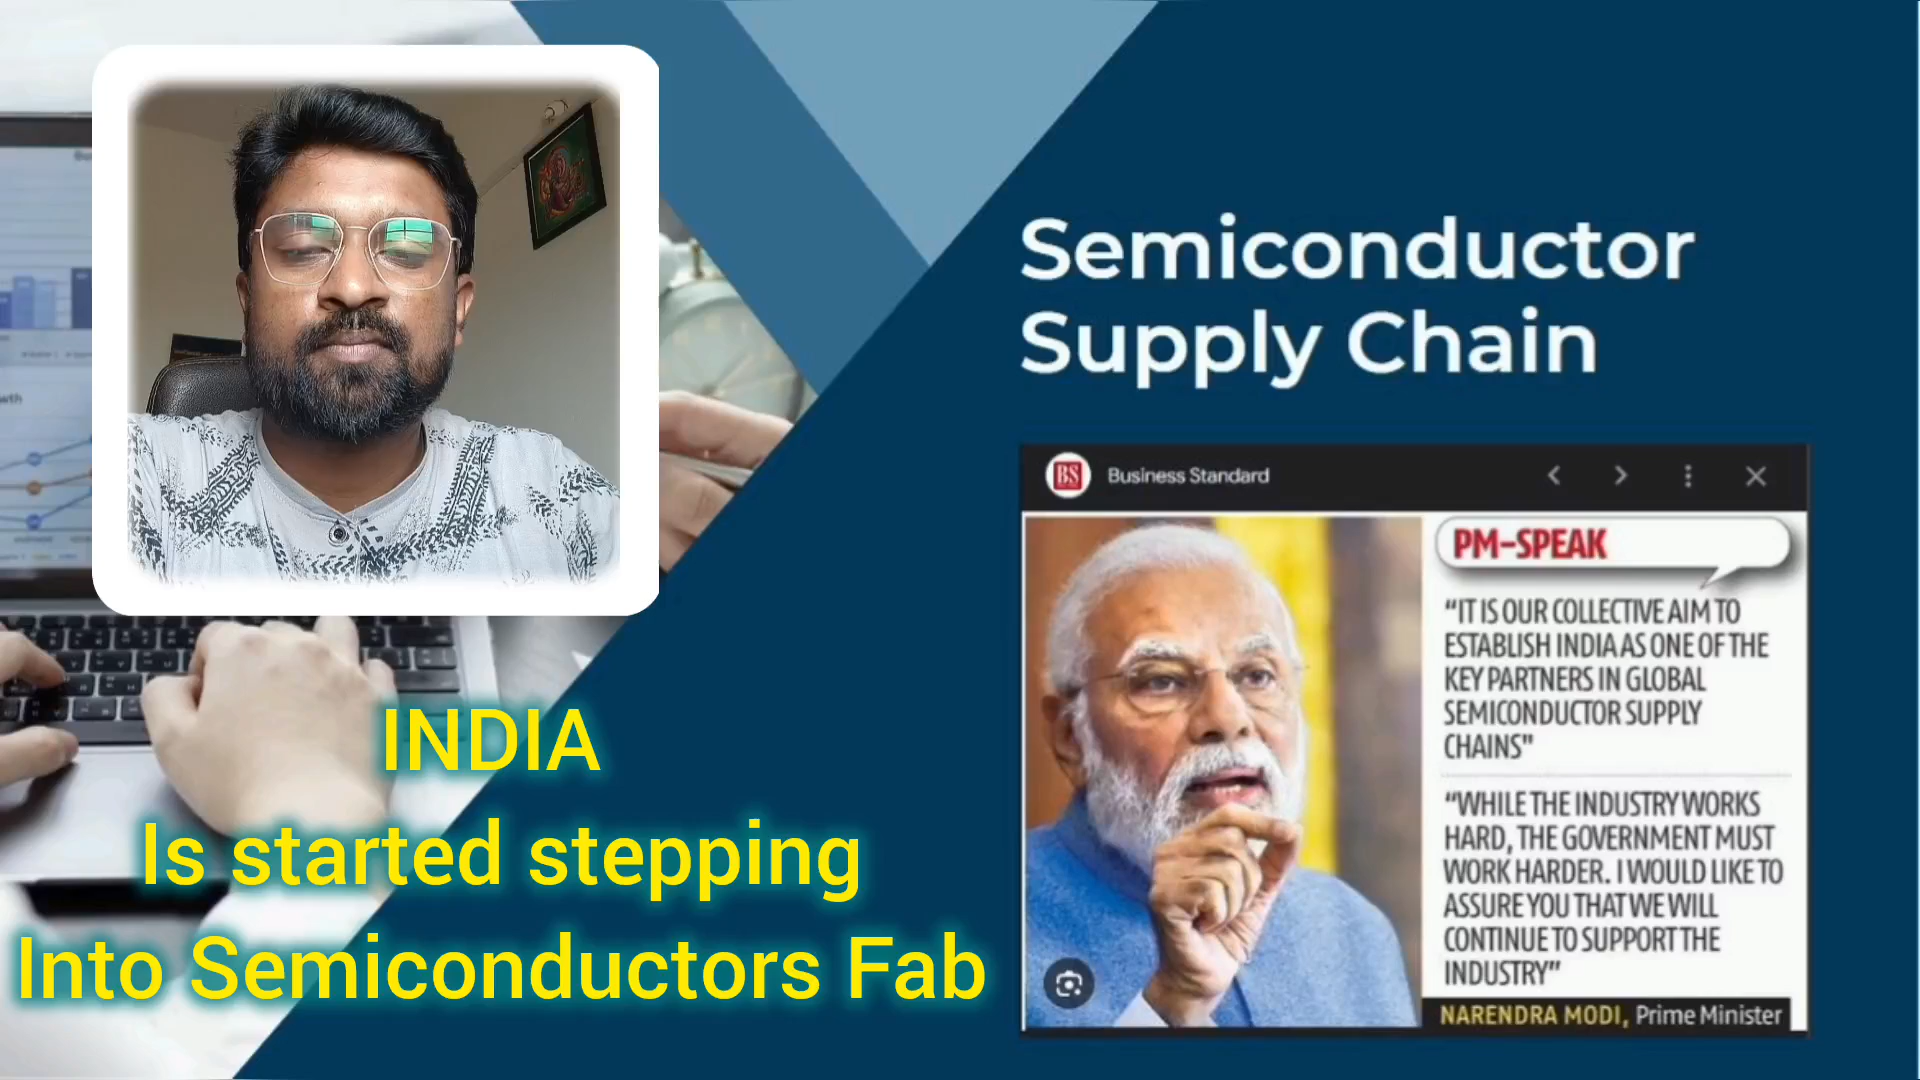 Semiconductor
Supply Chain
BS Business Standard
PM-SPEAK
“IT IS OUR COLLECTIVE AIM TO
ESTABLISH INDIA AS ONE OF THE
KEY PARTNERS IN GLOBAL
SEMICONDUCTOR SUPPLY
CHAINS”
“WHILE THE INDUSTRY WORKS
HARD, THE GOVERNMENT MUST
WORK HARDER. I WOULD LIKE TO
ASSURE YOU THAT WE WILL
CONTINUE TO SUPPORT THE
INDUSTRY”
NARENDRA MODI, Prime Minister
INDIA
Is started stepping
Into Semiconductors Fab